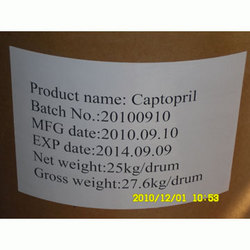 Product name: Captopril
Batch No.:20100910
MFG date:2010.09.10
EXP date:2014.09.09
Net weight:25kg/drum
Gross weight:27.6kg/drum
2010/12/01 10:53